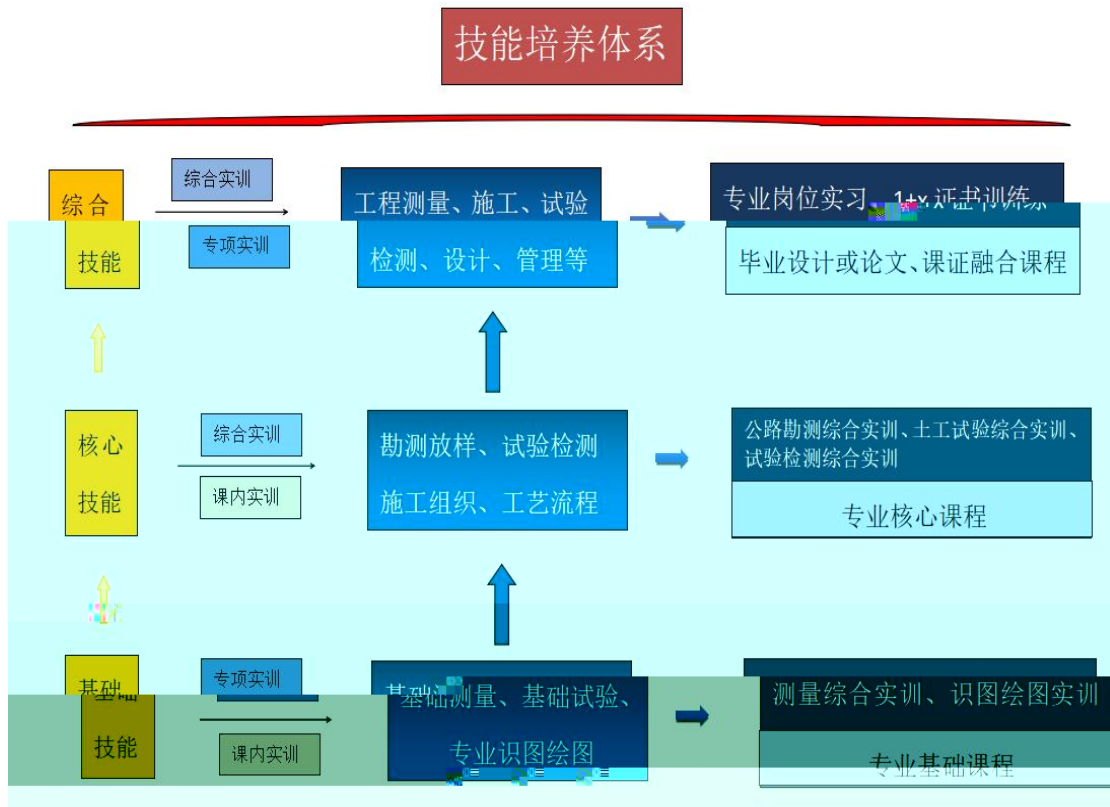 技能培养体系
综合实训
综合
技能
专项实训
工程测量、施工、试验
检测、设计、管理等
专业岗位实习、1+x证书训练
毕业设计或论文、课证融合课程
核心
技能
综合实训
课内实训
勘测放样、试验检测
施工组织、工艺流程
公路勘测综合实训、土工试验综合实训、
试验检测综合实训
专业核心课程
基础
技能
专项实训
课内实训
基础测量、基础试验、
专业识图绘图
测量综合实训、识图绘图实训
专业基础课程